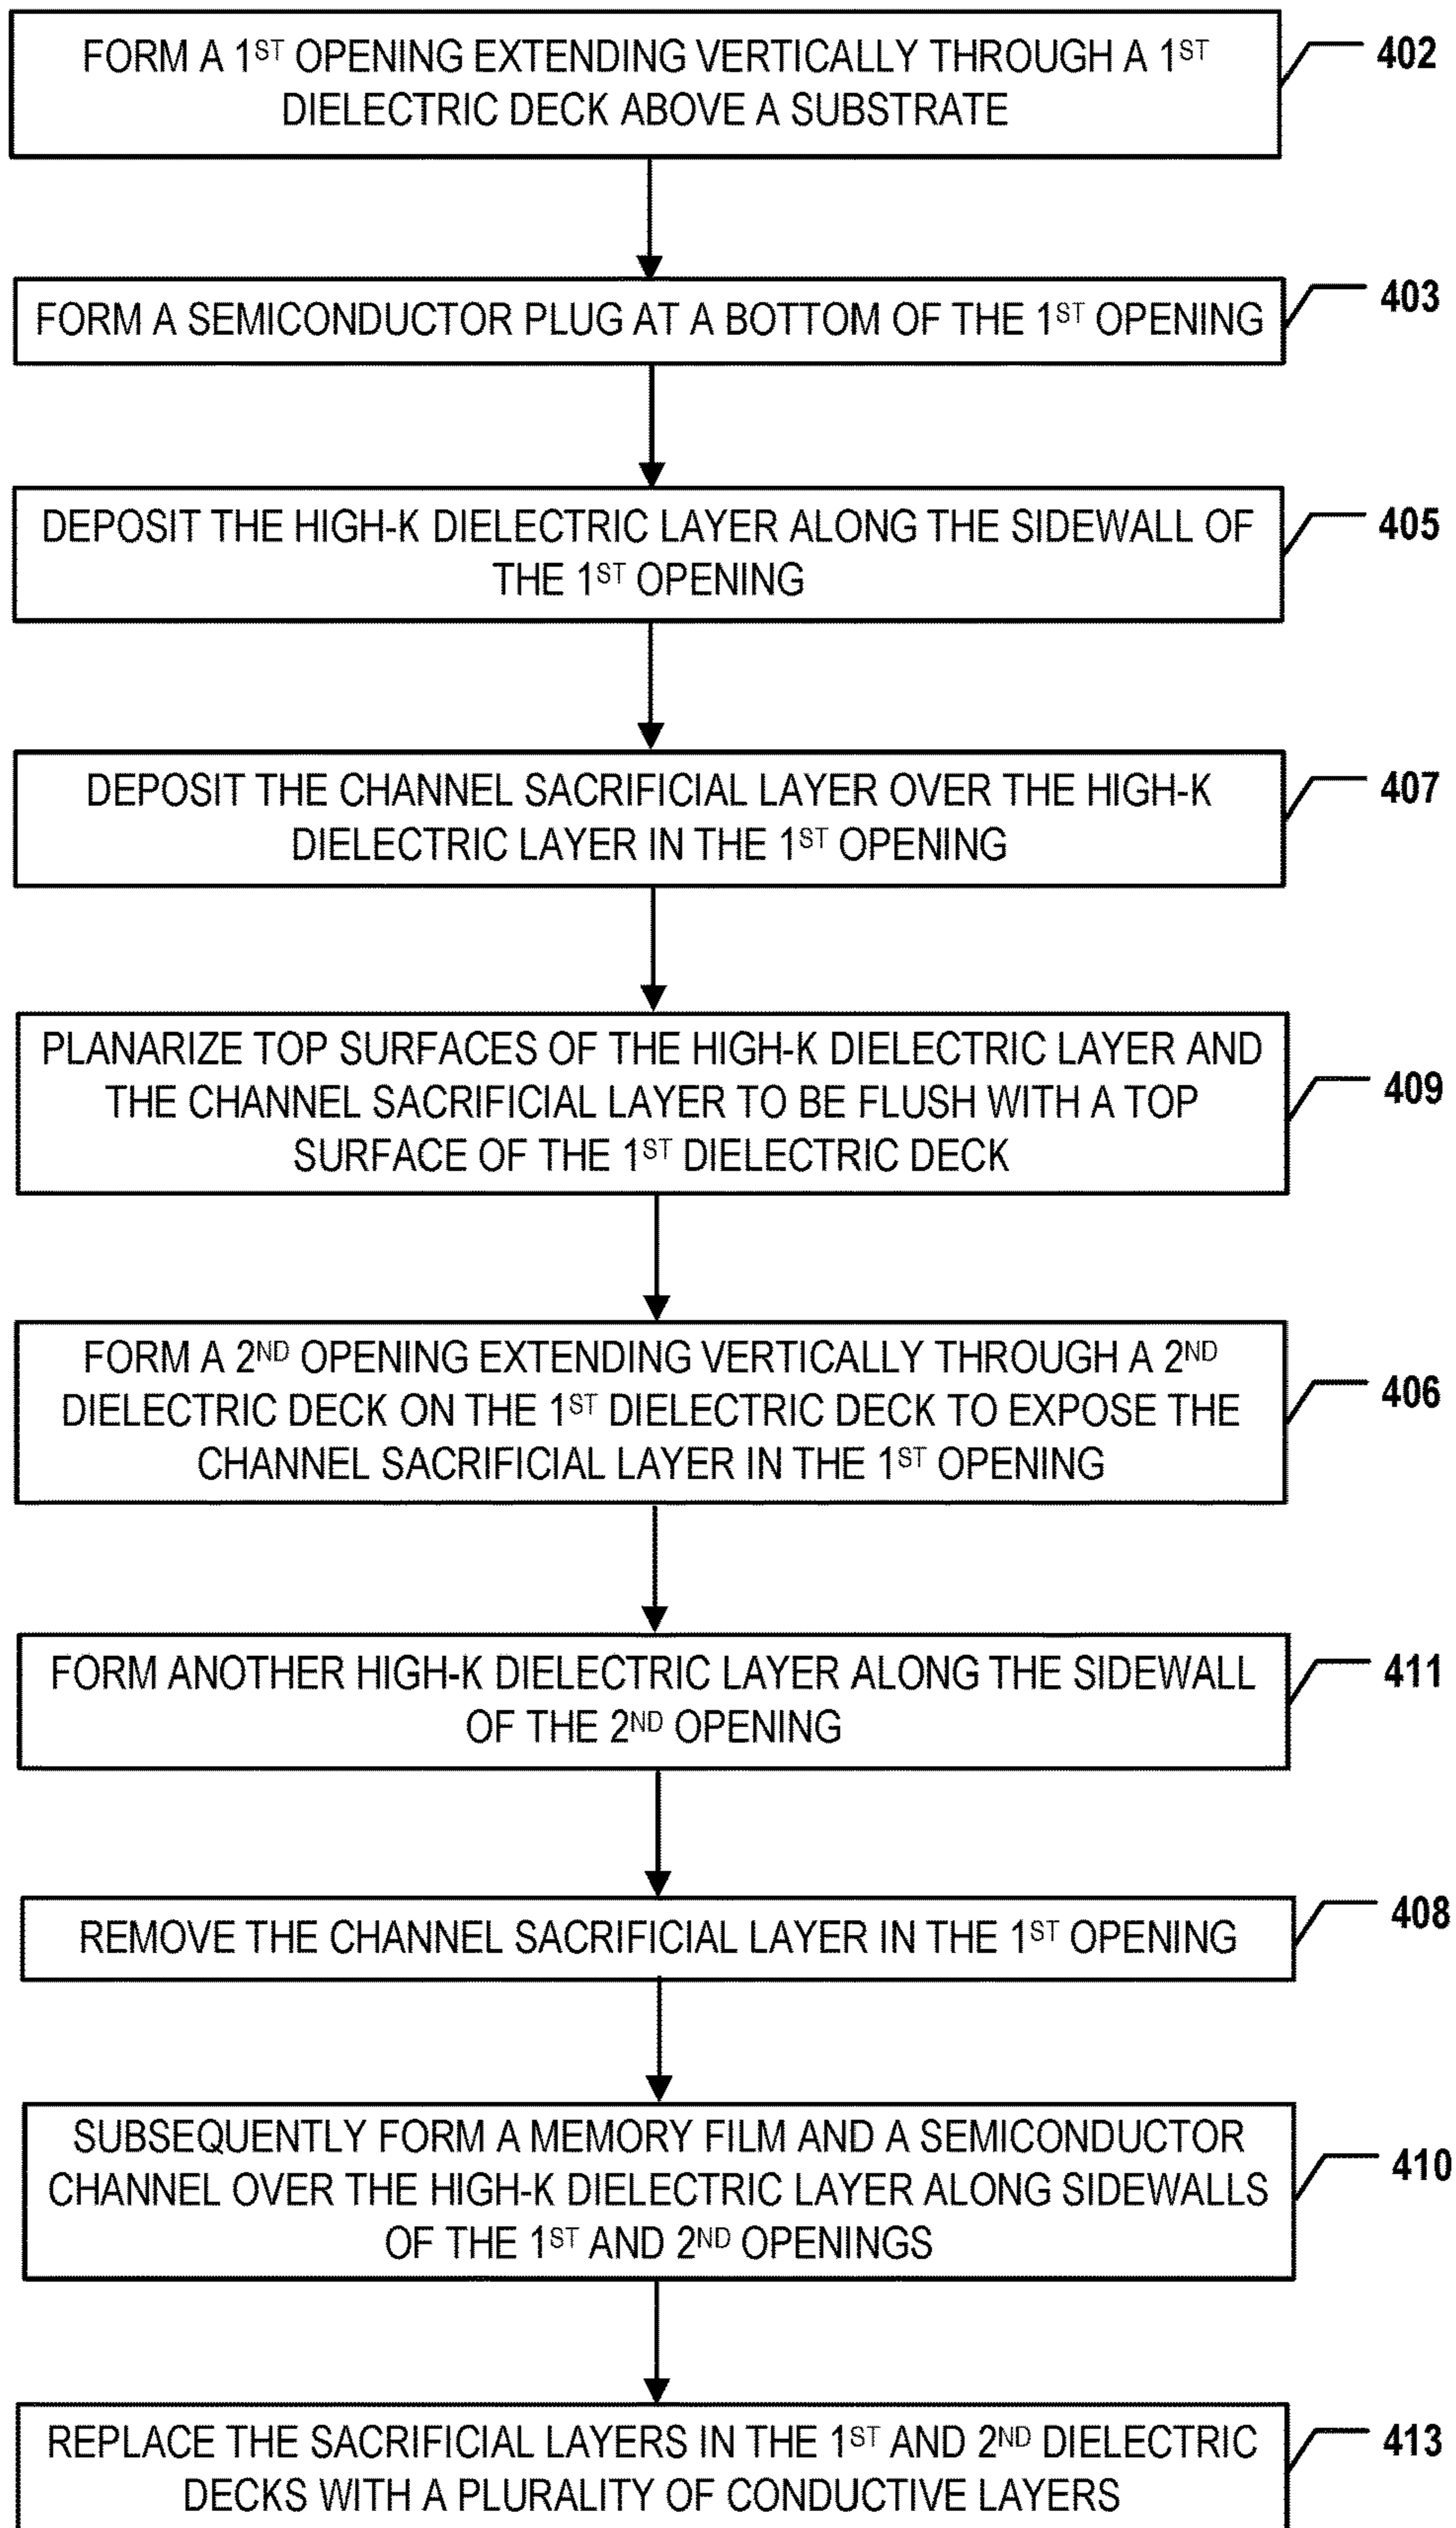 FORM A 1ST OPENING EXTENDING VERTICALLY THROUGH A 1ST
DIELECTRIC DECK ABOVE A SUBSTRATE
402
FORM A SEMICONDUCTOR PLUG AT A BOTTOM OF THE 1ST OPENING
403
DEPOSIT THE HIGH-K DIELECTRIC LAYER ALONG THE SIDEWALL OF
THE 1ST OPENING
405
DEPOSIT THE CHANNEL SACRIFICIAL LAYER OVER THE HIGH-K
DIELECTRIC LAYER IN THE 1ST OPENING
407
PLANARIZE TOP SURFACES OF THE HIGH-K DIELECTRIC LAYER AND
THE CHANNEL SACRIFICIAL LAYER TO BE FLUSH WITH A TOP
SURFACE OF THE 1ST DIELECTRIC DECK
409
FORM A 2ND OPENING EXTENDING VERTICALLY THROUGH A 2ND
DIELECTRIC DECK ON THE 1ST DIELECTRIC DECK TO EXPOSE THE
CHANNEL SACRIFICIAL LAYER IN THE 1ST OPENING
406
FORM ANOTHER HIGH-K DIELECTRIC LAYER ALONG THE SIDEWALL
OF THE 2ND OPENING
411
REMOVE THE CHANNEL SACRIFICIAL LAYER IN THE 1ST OPENING
408
SUBSEQUENTLY FORM A MEMORY FILM AND A SEMICONDUCTOR
CHANNEL OVER THE HIGH-K DIELECTRIC LAYER ALONG SIDEWALLS
OF THE 1ST AND 2ND OPENINGS
410
REPLACE THE SACRIFICIAL LAYERS IN THE 1ST AND 2ND DIELECTRIC
DECKS WITH A PLURALITY OF CONDUCTIVE LAYERS
413